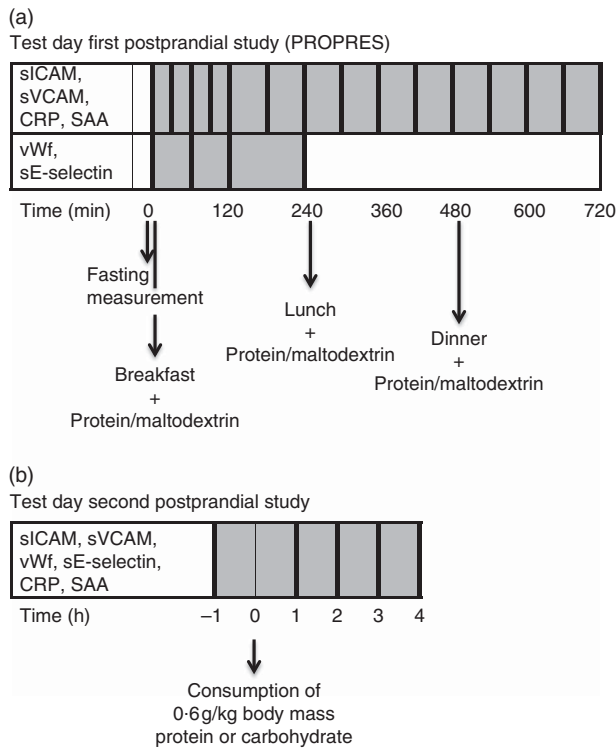 (a)
Test day first postprandial study (PROPRES)
sICAM,
sVCAM,
CRP, SAA
vWf,
sE-selectin
Time (min) 0 120 240 360 480 600 720
Fasting
measurement
Breakfast
+
Protein/maltodextrin
Lunch
+
Protein/maltodextrin
Dinner
+
Protein/maltodextrin
(b)
Test day second postprandial study
sICAM, sVCAM,
vWf, sE-selectin,
CRP, SAA
Time (h) –1 0 1 2 3 4
Consumption of
0·6 g/kg body mass
protein or carbohydrate